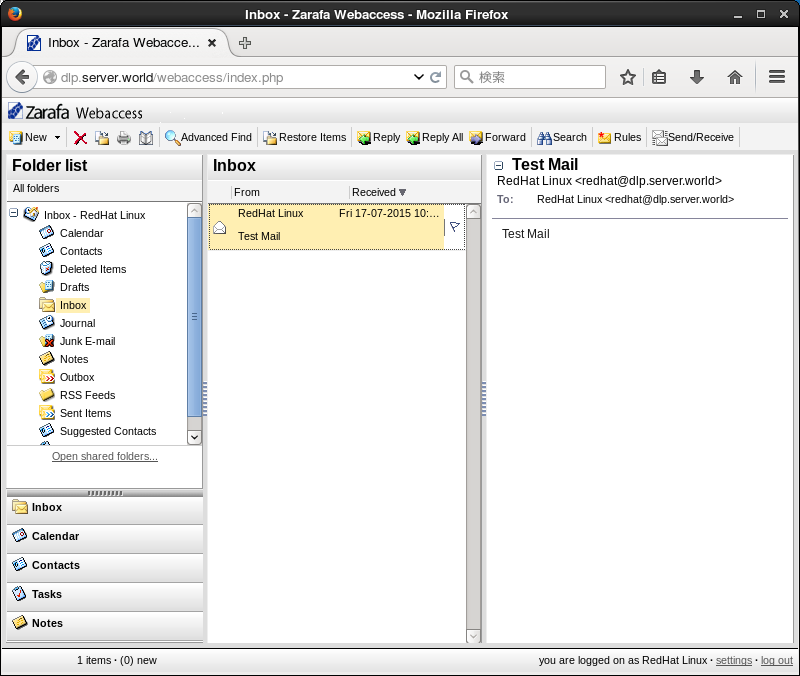 Inbox - Zarafa Webaccess - Mozilla Firefox
Inbox - Zarafa Webacce...
dlp.server.world/webaccess/index.php
検索
Zarafa Webaccess
New
Advanced Find
Restore Items
Reply
Reply All
Forward
Search
Rules
Send/Receive
Folder list
All folders
Inbox - RedHat Linux
Calendar
Contacts
Deleted Items
Drafts
Inbox
Journal
Junk E-mail
Notes
Outbox
RSS Feeds
Sent Items
Suggested Contacts
Open shared folders...
Inbox
Calendar
Contacts
Tasks
Notes
Inbox
From Received
RedHat Linux Fri 17-07-2015 10:...
Test Mail
Test Mail
RedHat Linux <redhat@dlp.server.world>
To: RedHat Linux <redhat@dlp.server.world>
Test Mail
1 items · (0) new
you are logged on as RedHat Linux · settings · log out